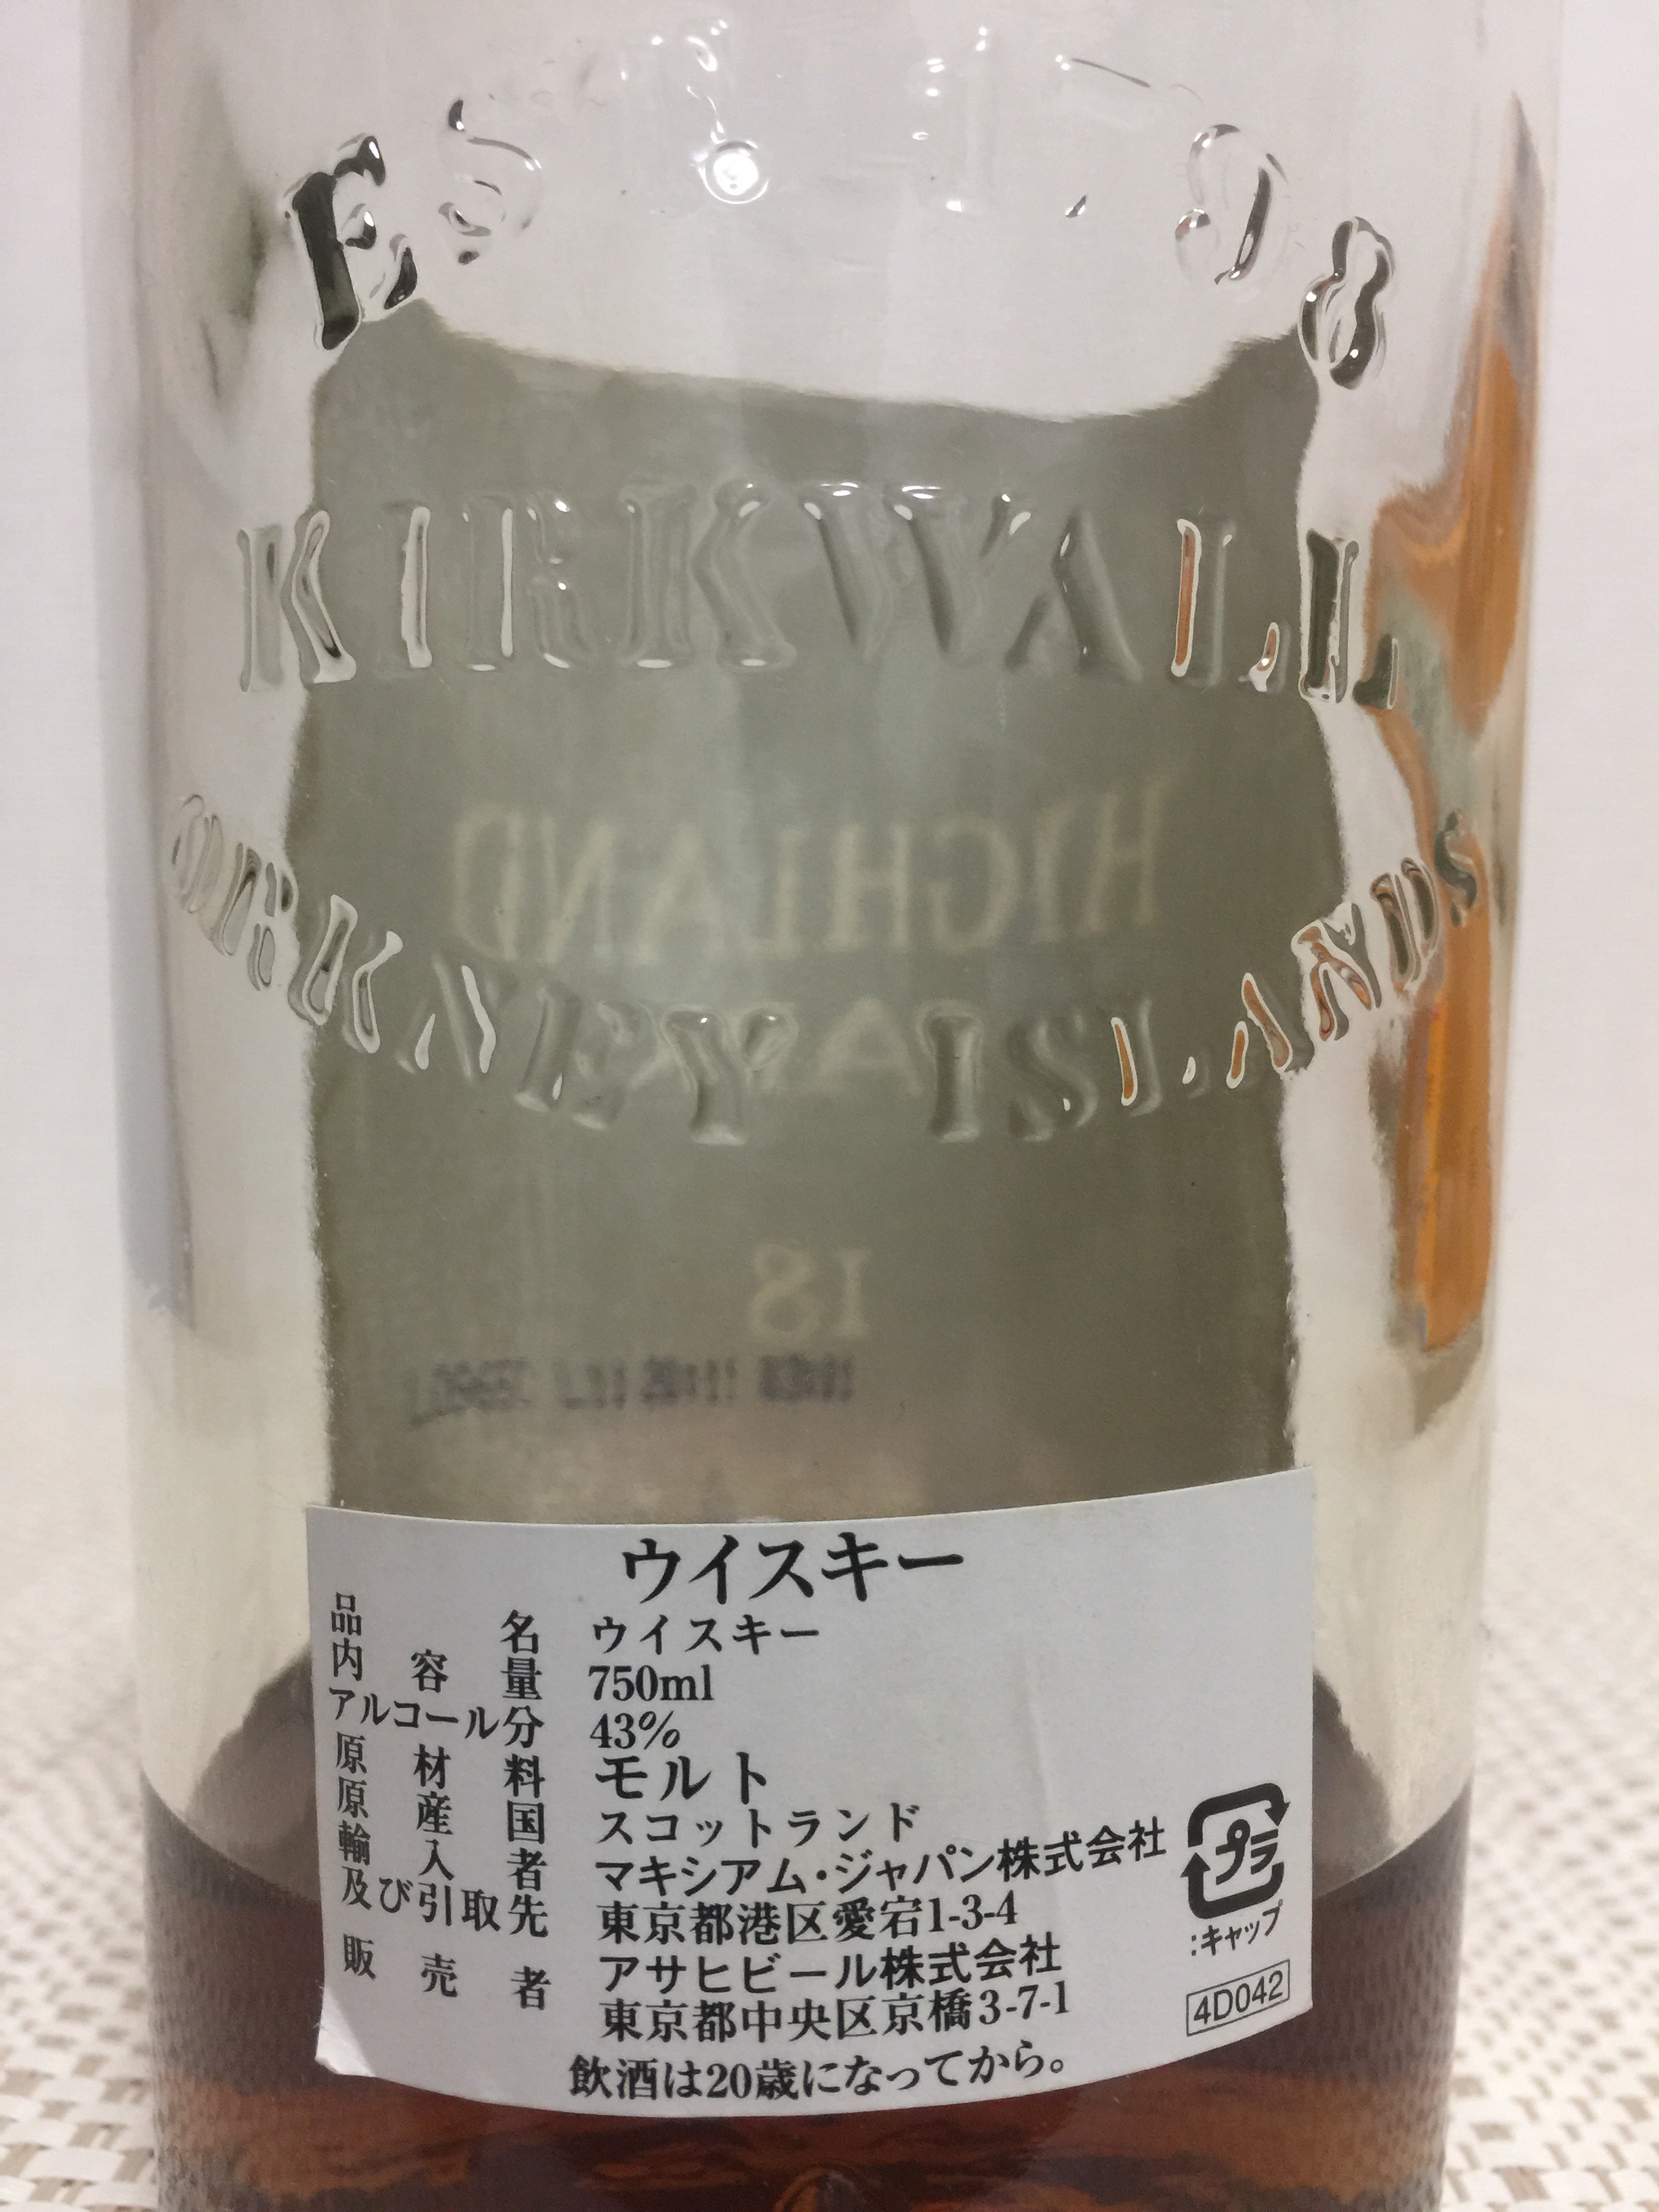 KIRKWALL
HIGHLAND
ORKNEY ISLANDS
18
ウイスキー
品名 ウイスキー
内容量 750ml
アルコール分 43%
原材料 モルト
原産国 スコットランド
輸入者 マキシアム・ジャパン株式会社
及び引取先 東京都港区愛宕1-3-4
販売者 アサヒビール株式会社
東京都中央区京橋3-7-1
飲酒は20歳になってから。
プラ
:キャップ
4D042